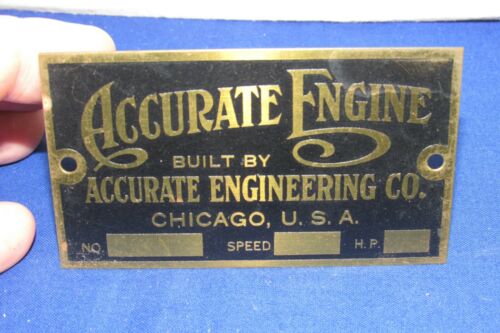 ACCURATE ENGINE
BUILT BY
ACCURATE ENGINEERING CO.
CHICAGO, U. S. A.
NO. SPEED H.P.